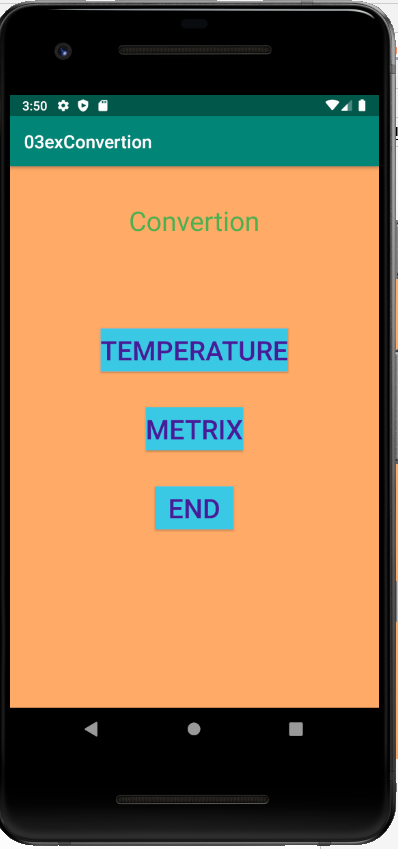 3:50
03exConvertion
Convertion
TEMPERATURE
METRIX
END